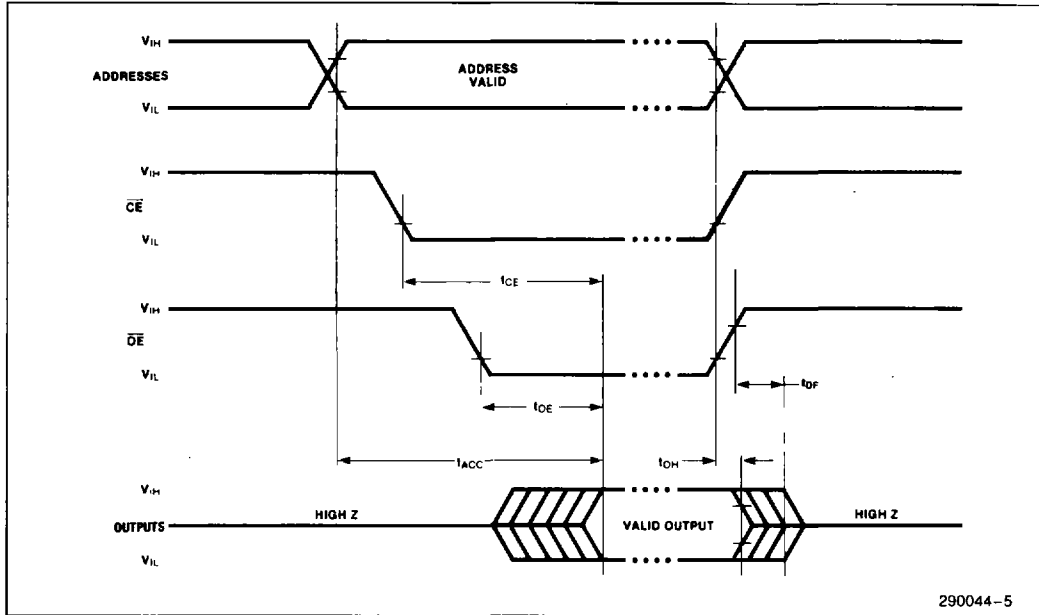 VIH
ADDRESSES
ADDRESS
VALID
VIL
VIH
CE
VIL
tCE
VIH
OE
VIL
tDF
tOE
tACC
tOH
VIH
HIGH Z
OUTPUTS
VALID OUTPUT
HIGH Z
VIL
290044-5